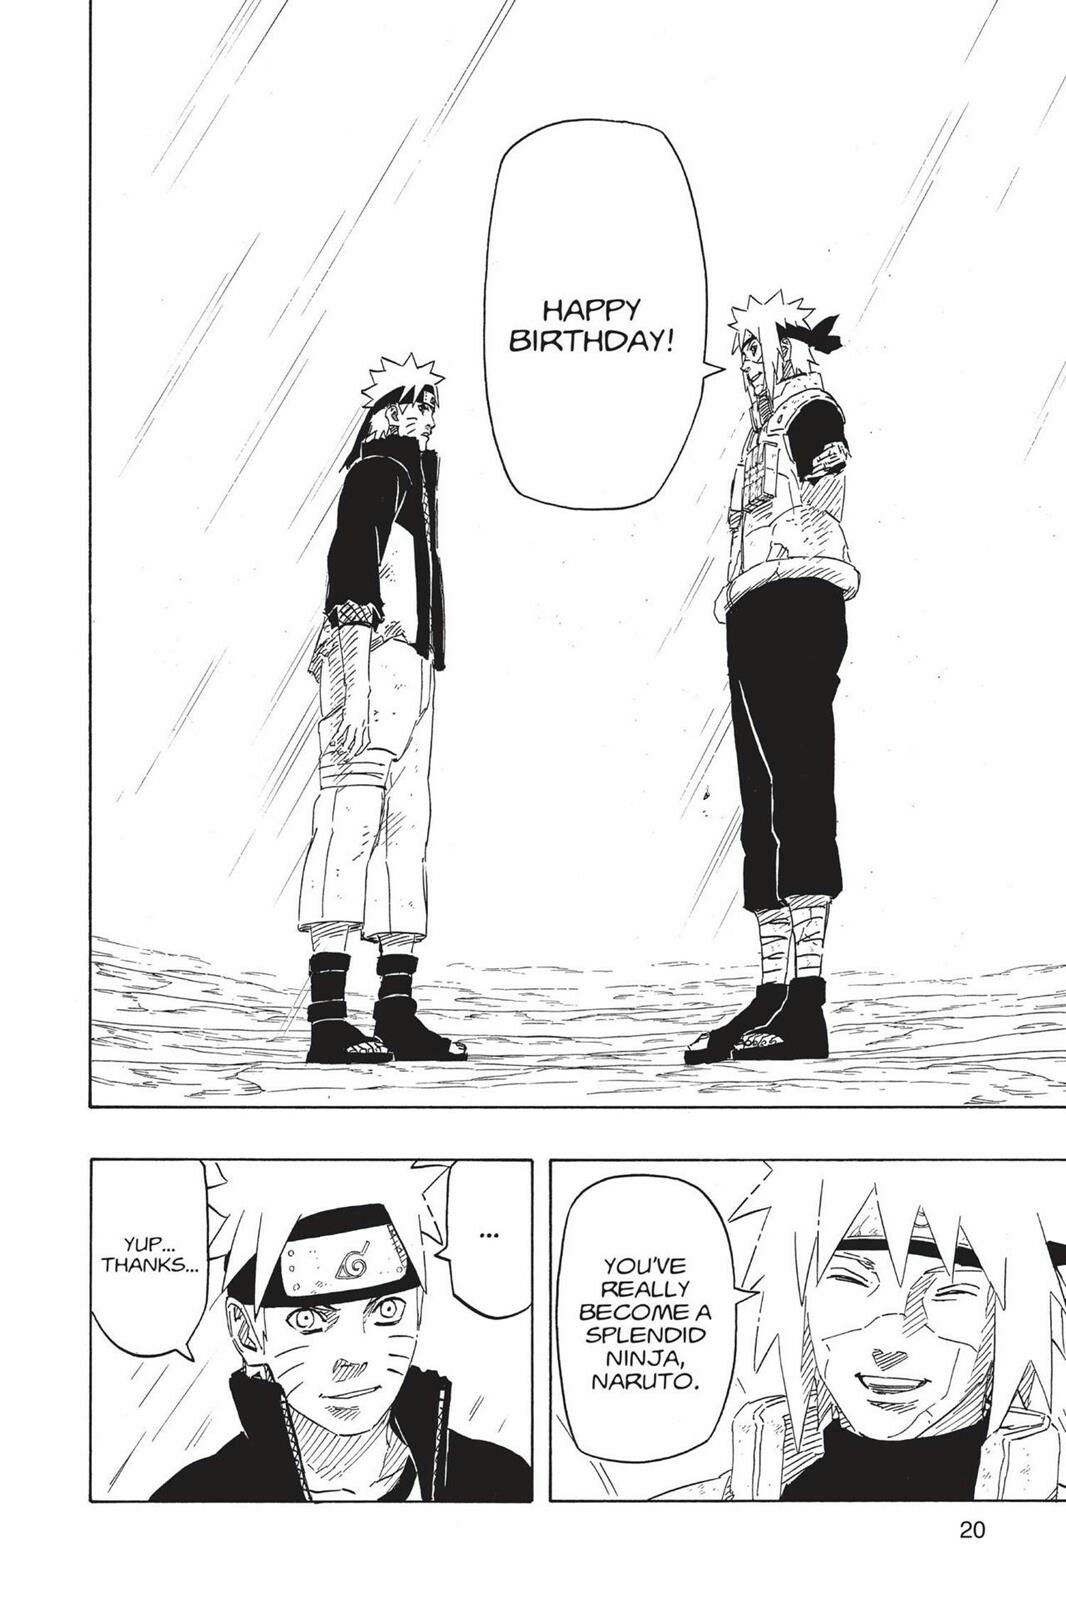 HAPPY
BIRTHDAY!
YOU'VE
REALLY
BECOME A
SPLENDID
NINJA,
NARUTO.
...
YUP...
THANKS...
20